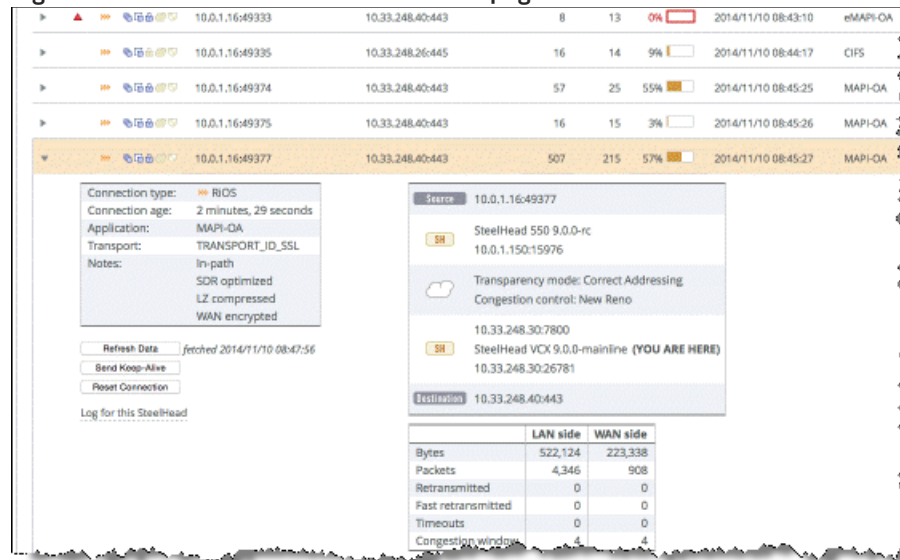 10.0.1.16:49333 10.33.248.40:443 8 13 0% 2014/11/10 08:43:10 eMAPI-OA
10.0.1.16:49335 10.33.248.26:445 16 14 9% 2014/11/10 08:44:17 CIFS
10.0.1.16:49374 10.33.248.40:443 57 25 55% 2014/11/10 08:45:25 MAPI-OA
10.0.1.16:49375 10.33.248.40:443 16 15 3% 2014/11/10 08:45:26 MAPI-OA
10.0.1.16:49377 10.33.248.40:443 507 215 57% 2014/11/10 08:45:27 MAPI-OA
Connection type: RiOS
Connection age: 2 minutes, 29 seconds
Application: MAPI-OA
Transport: TRANSPORT_ID_SSL
Notes: In-path
SDR optimized
LZ compressed
WAN encrypted
Refresh Data fetched 2014/11/10 08:47:56
Send Keep-Alive
Reset Connection
Log for this SteelHead
Source 10.0.1.16:49377
SH SteelHead 550 9.0.0-rc
10.0.1.150:15976
Transparency mode: Correct Addressing
Congestion control: New Reno
10.33.248.30:7800
SH SteelHead VCX 9.0.0-mainline (YOU ARE HERE)
10.33.248.30:26781
Destination 10.33.248.40:443
LAN side WAN side
Bytes 522,124 223,338
Packets 4,346 908
Retransmitted 0 0
Fast retransmitted 0 0
Timeouts 0 0
Congestion window 4 4